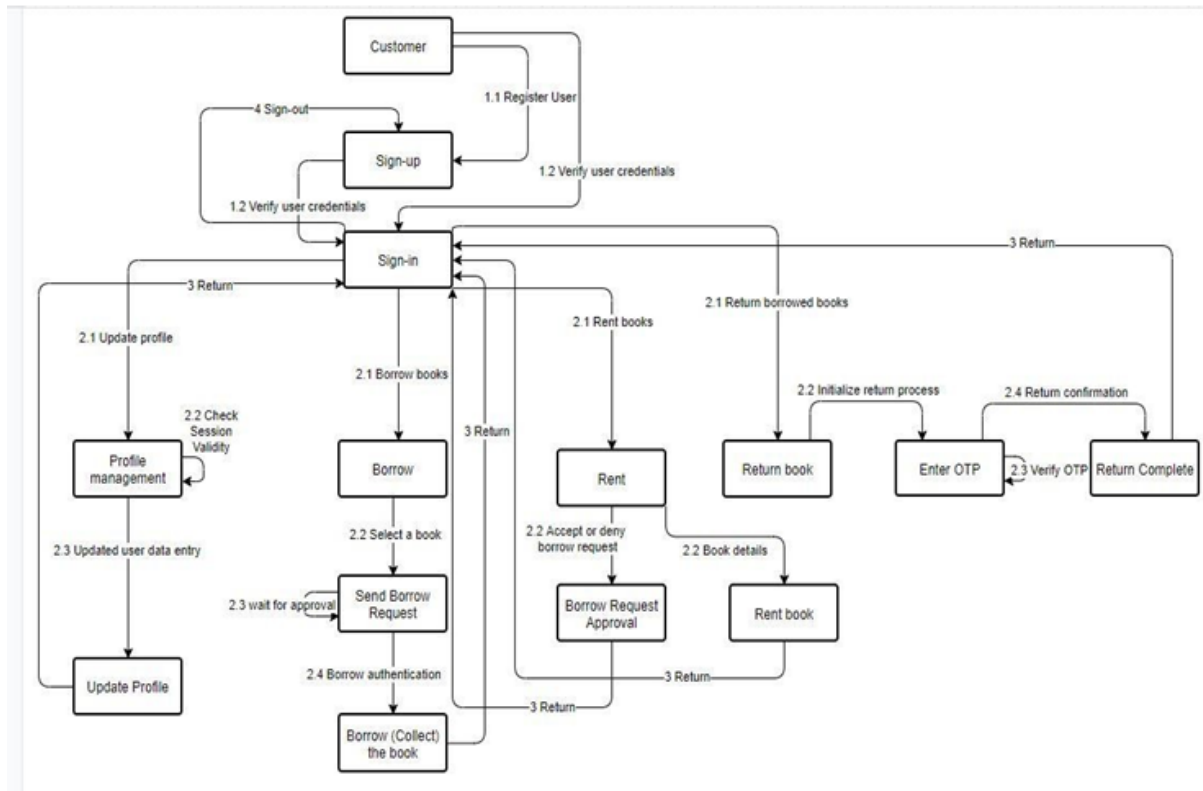 Customer
1.1 Register User
4 Sign-out
Sign-up
1.2 Verify user credentials
1.2 Verify user credentials
Sign-in
3 Return
3 Return
2.1 Return borrowed books
2.1 Rent books
2.1 Update profile
2.1 Borrow books
2.2 Initialize return process
2.4 Return confirmation
2.2 Check
Session
Validity
3 Return
Profile
management
Borrow
Rent
Return book
Enter OTP
2.3 Verify OTP
Return Complete
2.2 Select a book
2.2 Accept or deny
borrow request
2.2 Book details
2.3 Updated user data entry
Send Borrow
Request
2.3 wait for approval
Borrow Request
Approval
Rent book
2.4 Borrow authentication
3 Return
Update Profile
3 Return
Borrow (Collect)
the book